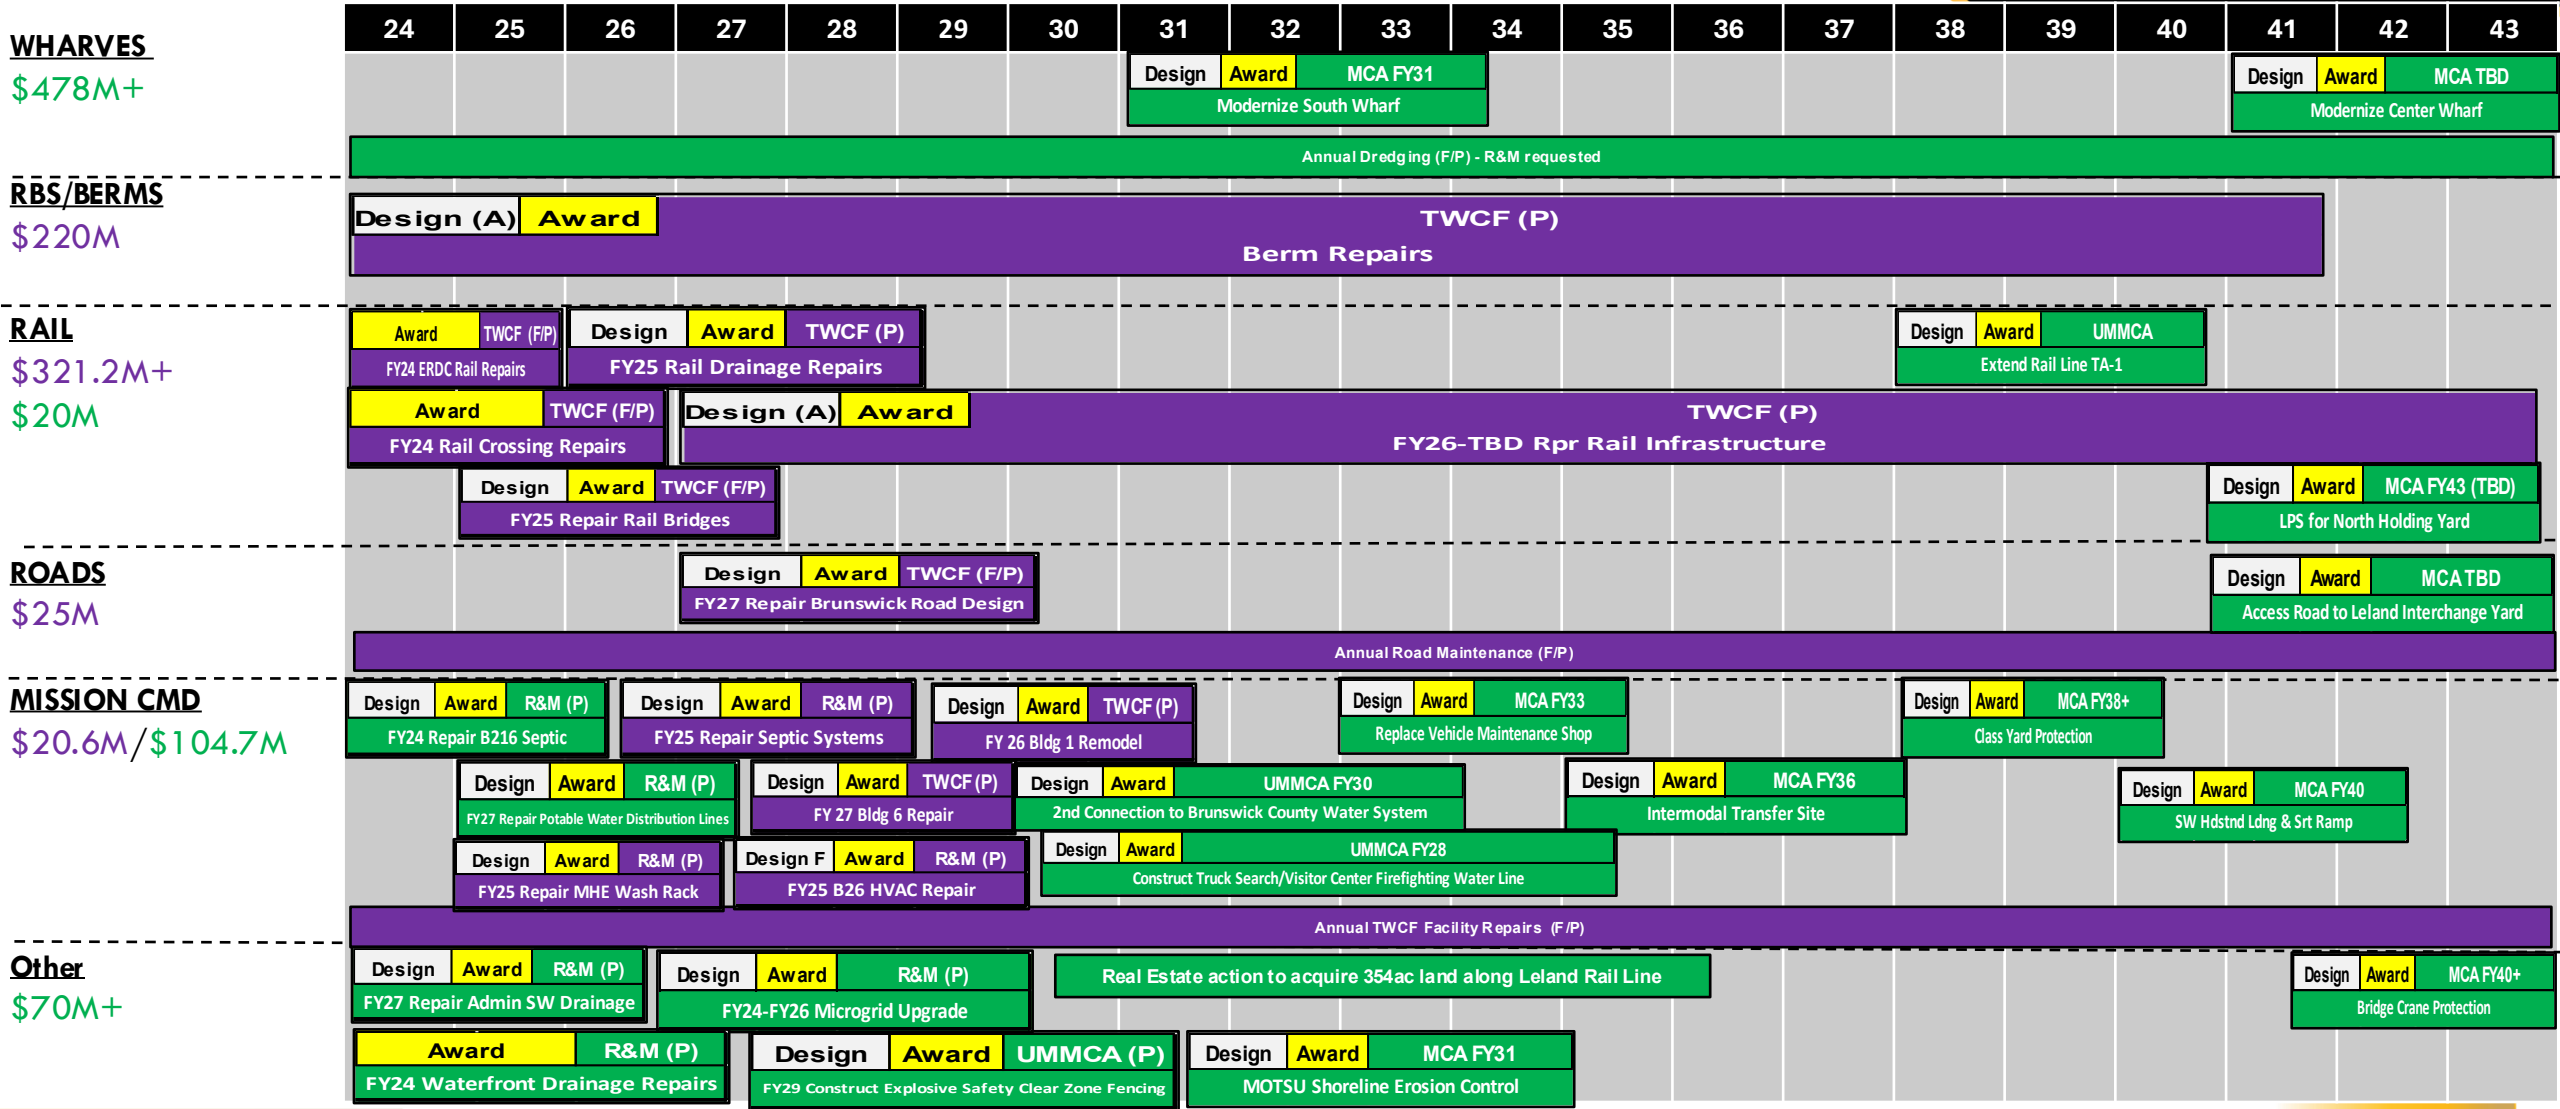 24 25 26 27 28 29 30 31 32 33 34 35 36 37 38 39 40 41 42 43
WHARVES
$478M+
Design Award MCA FY31
Modernize South Wharf
Design Award MCA TBD
Modernize Center Wharf
Annual Dredging (F/P) - R&M requested
RBS/BERMS
$220M
Design (A) Award TWCF (P)
Berm Repairs
RAIL
$321.2M+
$20M
Award TWCF (F/P)
FY24 ERDC Rail Repairs
Design Award TWCF (P)
FY25 Rail Drainage Repairs
Design Award UMMCA
Extend Rail Line TA-1
Award TWCF (F/P)
FY24 Rail Crossing Repairs
Design (A) Award TWCF (P)
FY26-TBD Rpr Rail Infrastructure
Design Award TWCF (F/P)
FY25 Repair Rail Bridges
Design Award MCA FY43 (TBD)
LPS for North Holding Yard
ROADS
$25M
Design Award TWCF (F/P)
FY27 Repair Brunswick Road Design
Design Award MCA TBD
Access Road to Leland Interchange Yard
Annual Road Maintenance (F/P)
MISSION CMD
$20.6M/$104.7M
Design Award R&M (P)
FY24 Repair B216 Septic
Design Award R&M (P)
FY25 Repair Septic Systems
Design Award TWCF (P)
FY 26 Bldg 1 Remodel
Design Award MCA FY33
Replace Vehicle Maintenance Shop
Design Award MCA FY38+
Class Yard Protection
Design Award R&M (P)
FY27 Repair Potable Water Distribution Lines
Design Award TWCF (P)
FY 27 Bldg 6 Repair
Design Award UMMCA FY30
2nd Connection to Brunswick County Water System
Design Award MCA FY36
Intermodal Transfer Site
Design Award MCA FY40
SW Hdstnd Ldng & Srt Ramp
Design Award R&M (P)
FY25 Repair MHE Wash Rack
Design F Award R&M (P)
FY25 B26 HVAC Repair
Design Award UMMCA FY28
Construct Truck Search/Visitor Center Firefighting Water Line
Annual TWCF Facility Repairs (F/P)
Other
$70M+
Design Award R&M (P)
FY27 Repair Admin SW Drainage
Design Award R&M (P)
FY24-FY26 Microgrid Upgrade
Real Estate action to acquire 354ac land along Leland Rail Line
Design Award MCA FY40+
Bridge Crane Protection
Award R&M (P)
FY24 Waterfront Drainage Repairs
Design Award UMMCA (P)
FY29 Construct Explosive Safety Clear Zone Fencing
Design Award MCA FY31
MOTSU Shoreline Erosion Control